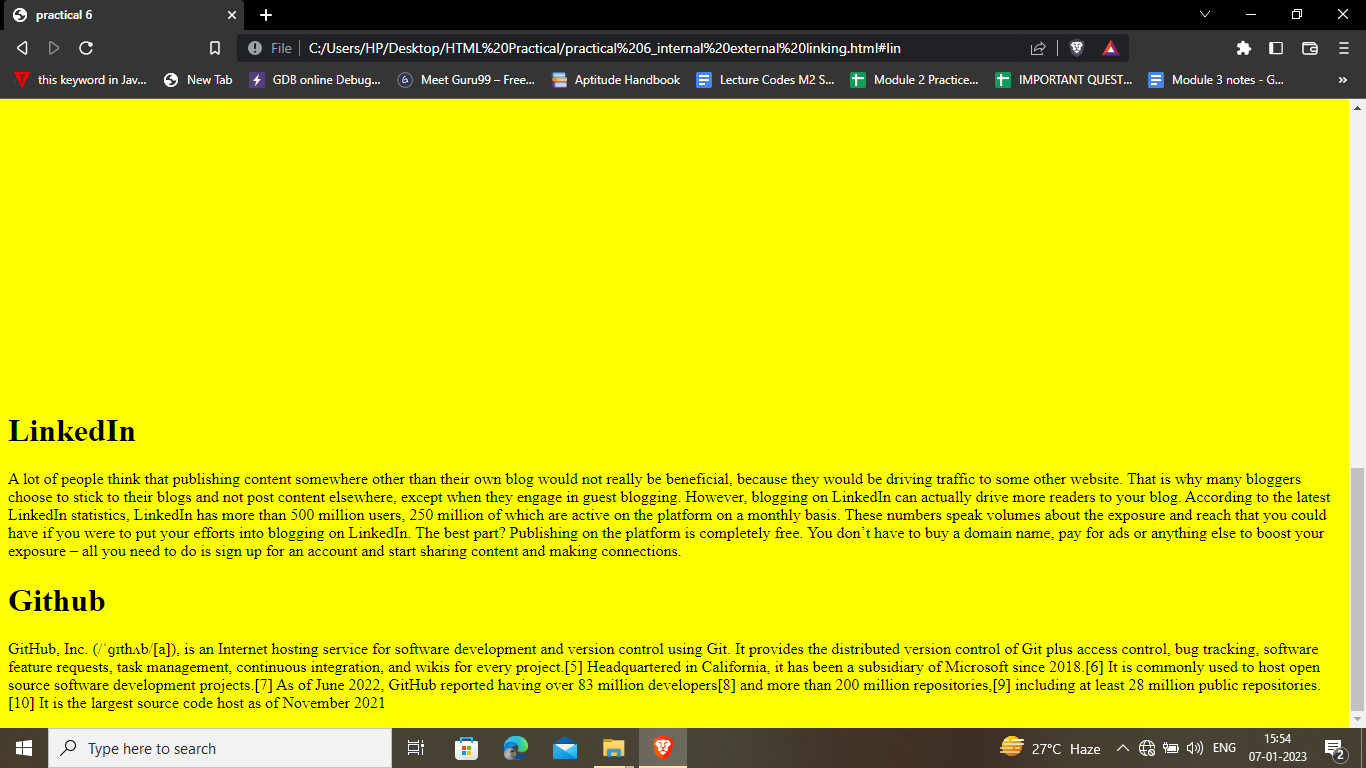 practical 6
File C:/Users/HP/Desktop/HTML%20Practical/practical%206_internal%20external%20linking.html#lin
this keyword in Jav... New Tab GDB online Debug... Meet Guru99 – Free... Aptitude Handbook Lecture Codes M2 S... Module 2 Practice... IMPORTANT QUEST... Module 3 notes - G... »
LinkedIn
A lot of people think that publishing content somewhere other than their own blog would not really be beneficial, because they would be driving traffic to some other website. That is why many bloggers
choose to stick to their blogs and not post content elsewhere, except when they engage in guest blogging. However, blogging on LinkedIn can actually drive more readers to your blog. According to the latest
LinkedIn statistics, LinkedIn has more than 500 million users, 250 million of which are active on the platform on a monthly basis. These numbers speak volumes about the exposure and reach that you could
have if you were to put your efforts into blogging on LinkedIn. The best part? Publishing on the platform is completely free. You don’t have to buy a domain name, pay for ads or anything else to boost your
exposure – all you need to do is sign up for an account and start sharing content and making connections.
Github
GitHub, Inc. (/ˈɡɪthʌb/[a]), is an Internet hosting service for software development and version control using Git. It provides the distributed version control of Git plus access control, bug tracking, software
feature requests, task management, continuous integration, and wikis for every project.[5] Headquartered in California, it has been a subsidiary of Microsoft since 2018.[6] It is commonly used to host open
source software development projects.[7] As of June 2022, GitHub reported having over 83 million developers[8] and more than 200 million repositories,[9] including at least 28 million public repositories.
[10] It is the largest source code host as of November 2021
Type here to search
27°C Haze
ENG
15:54
07-01-2023
2